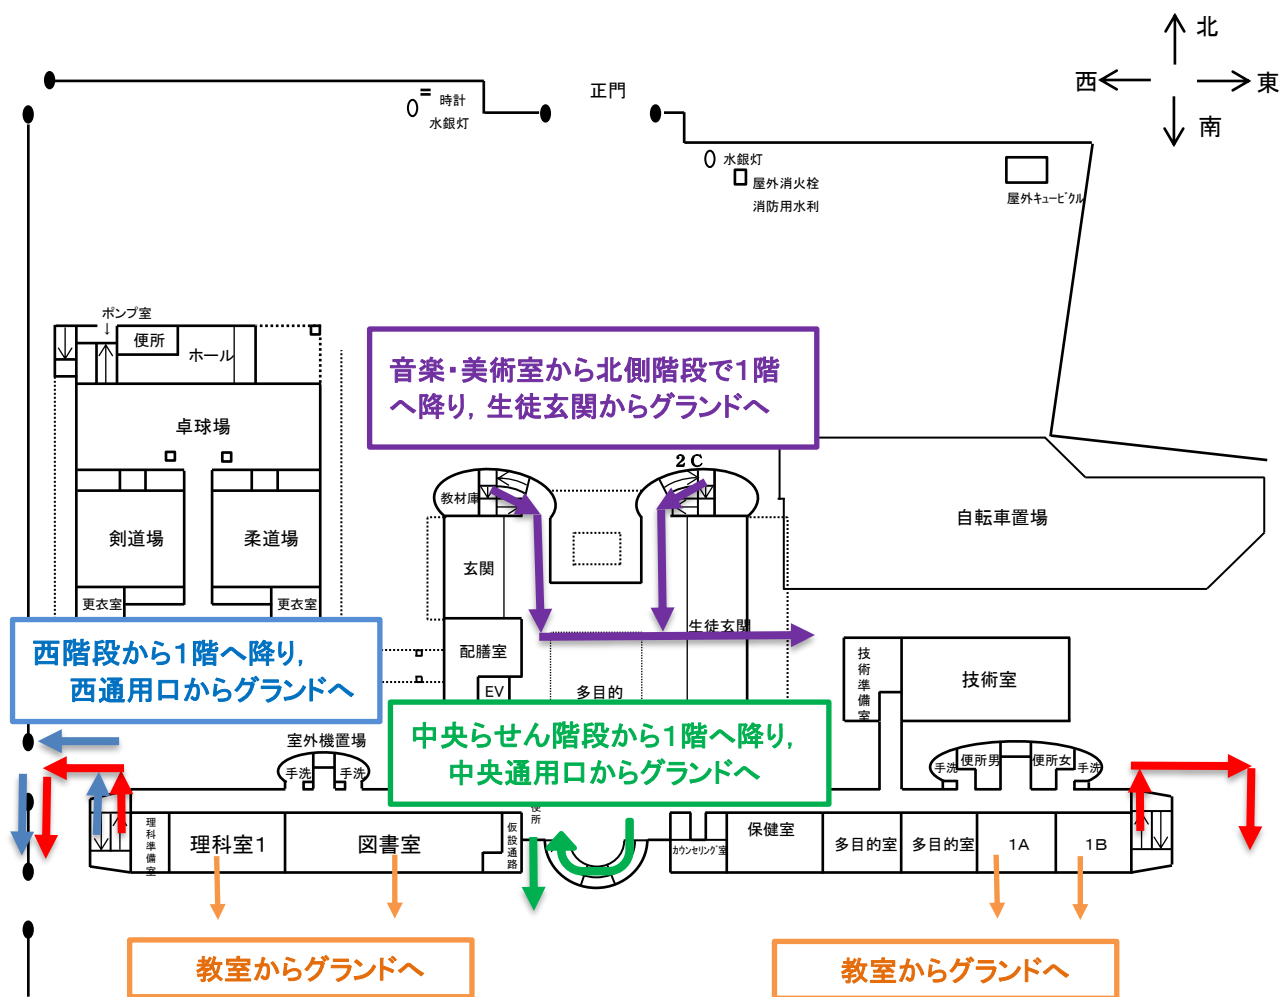 北
西
東
南
正門
時計
水銀灯
水銀灯
屋外消火栓
消防用水利
屋外キュービクル
ポンプ室
↓
便所
ホール
卓球場
剣道場
柔道場
更衣室
更衣室
音楽・美術室から北側階段で１階
へ降り，生徒玄関からグランドへ
２Ｃ
教材庫
玄関
生徒玄関
配膳室
EV
多目的
自転車置場
技術準備室
技術室
西階段から１階へ降り，
西通用口からグランドへ
中央らせん階段から１階へ降り，
中央通用口からグランドへ
室外機置場
手洗
手洗
手洗
便所男
便所女
手洗
理科準備室
理科室１
図書室
仮設通路
便所
カウンセリング室
保健室
多目的室
多目的室
１Ａ
１Ｂ
教室からグランドへ
教室からグランドへ